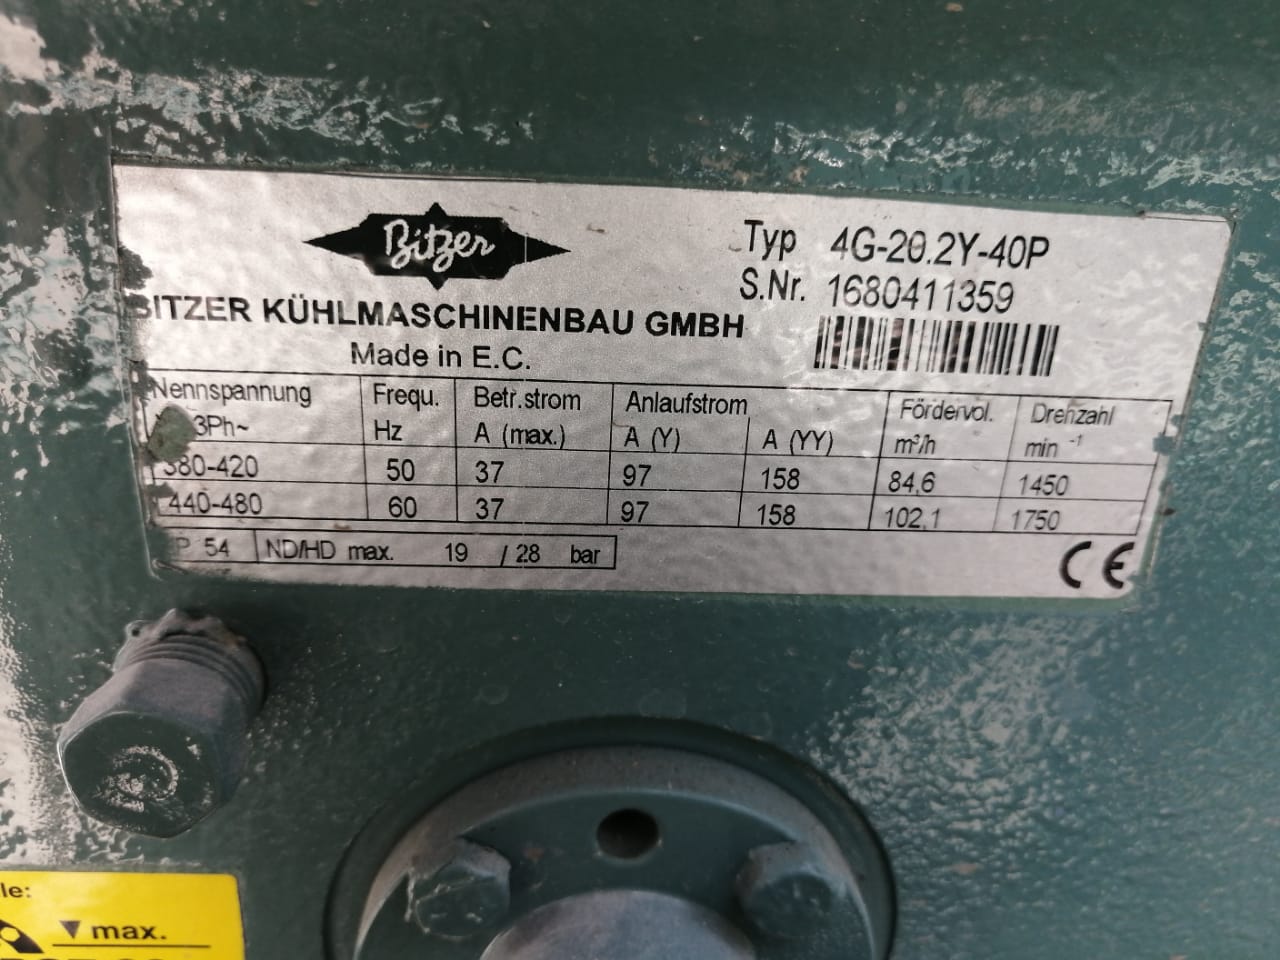 Bitzer
BITZER KÜHLMASCHINENBAU GMBH
Made in E.C.
Typ 4G-20.2Y-40P
S.Nr. 1680411359
Nennspannung Frequ. Betr.strom Anlaufstrom Fördervol. Drehzahl
3Ph~ Hz A (max.) A (Y) A (YY) m³/h min -1
380-420 50 37 97 158 84,6 1450
440-480 60 37 97 158 102,1 1750
P 54 ND/HD max. 19 / 28 bar
CE
le:
▼ max.